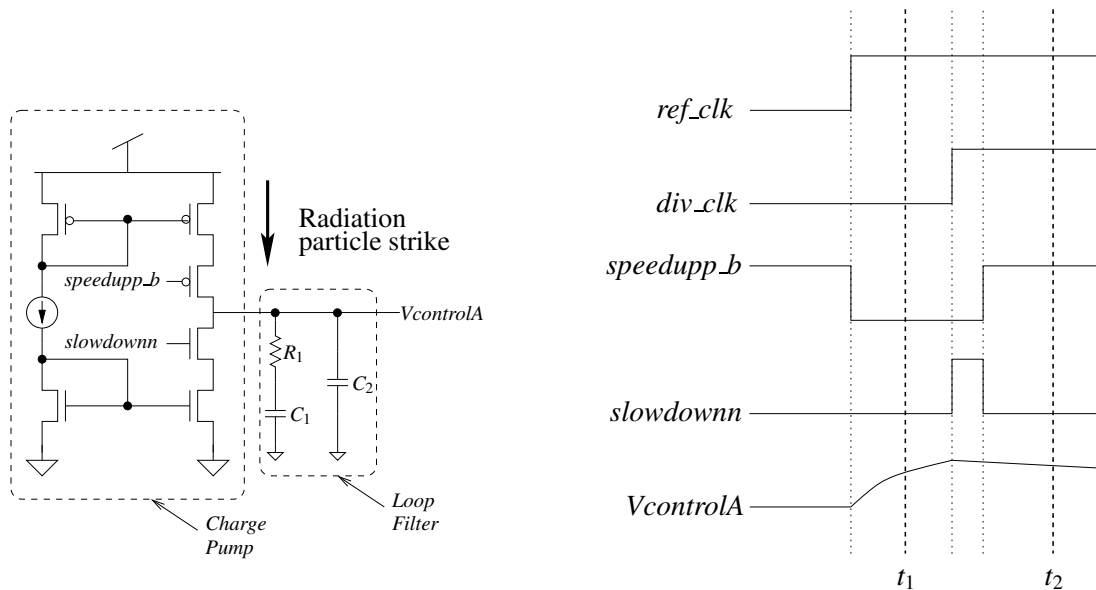 Radiation
particle strike
speedupp_b
slowdownn
VcontrolA
R1
C1
C2
Charge
Pump
Loop
Filter
ref_clk
div_clk
speedupp_b
slowdownn
VcontrolA
t1
t2